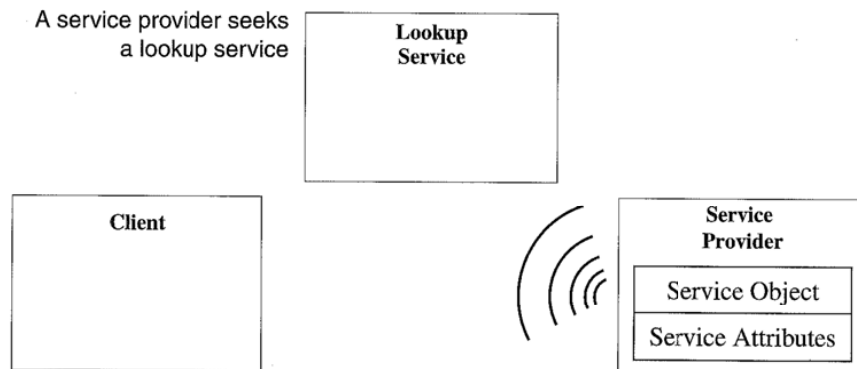 A service provider seeks
a lookup service
Lookup
Service
Client
Service
Provider
Service Object
Service Attributes